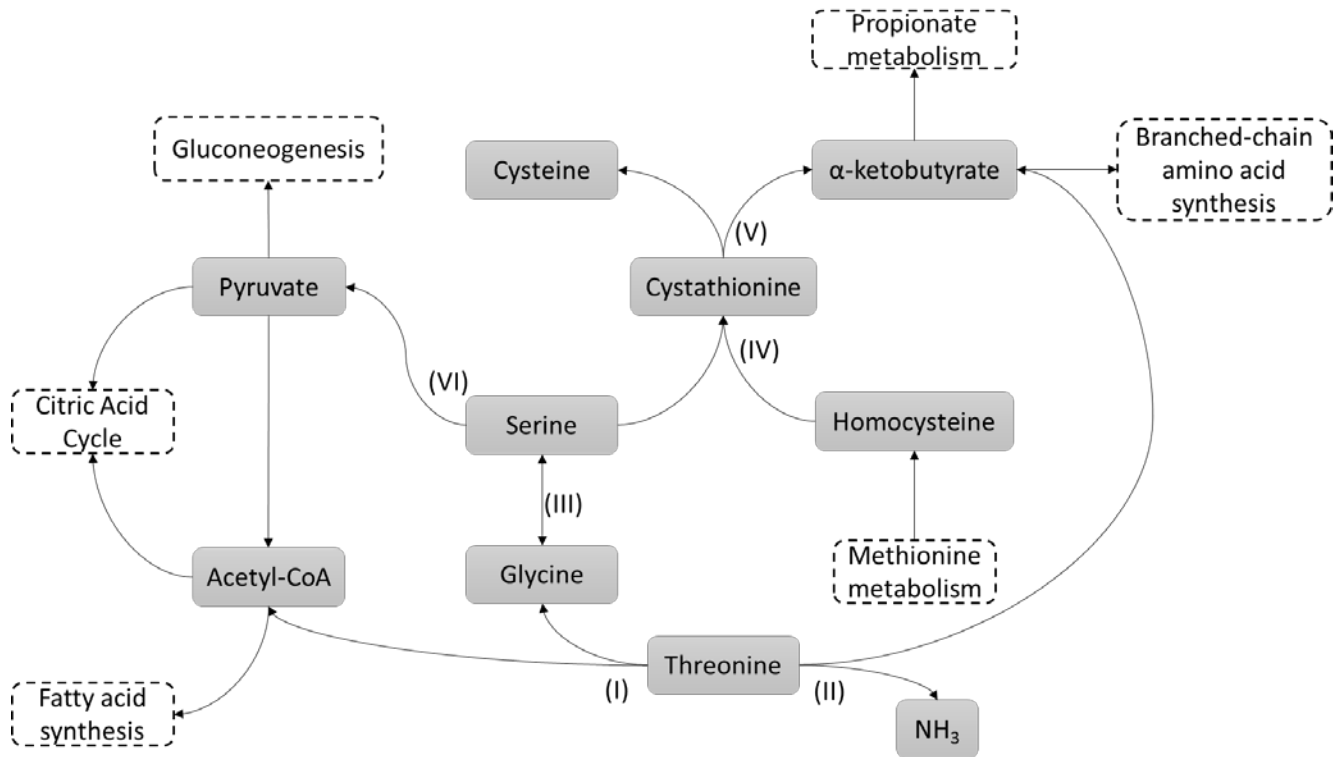 Propionate
metabolism
Gluconeogenesis
Cysteine
α-ketobutyrate
Branched-chain
amino acid
synthesis
(V)
Pyruvate
Cystathionine
(IV)
(VI)
Citric Acid
Cycle
Serine
Homocysteine
(III)
Acetyl-CoA
Glycine
Methionine
metabolism
Threonine
(I)
(II)
Fatty acid
synthesis
NH₃